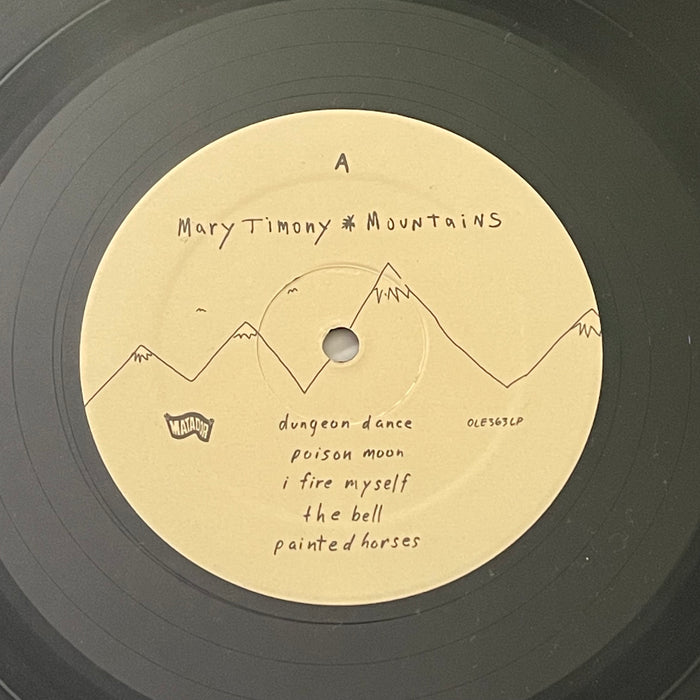 A
Mary Timony * Mountains
dungeon dance
MATADOR
OLE363LP
poison moon
i fire myself
the bell
painted horses